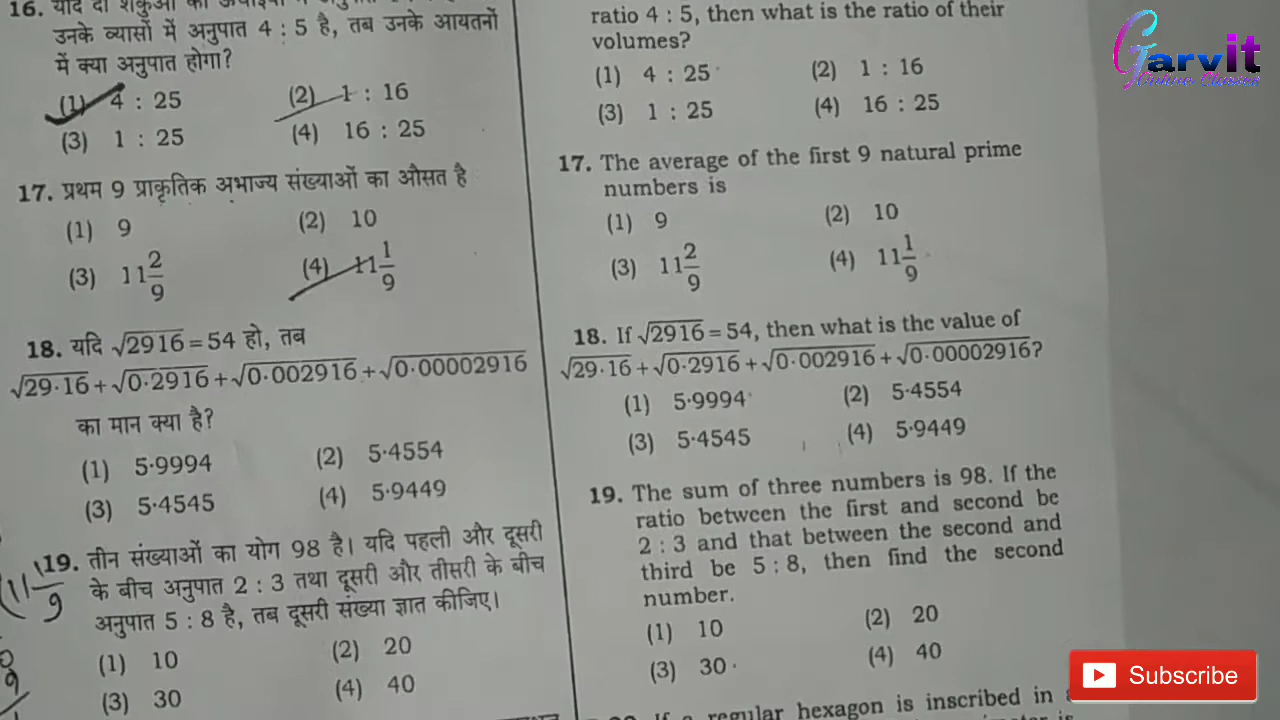 16. यदि दो शंकुओं की ऊँचाइयों में अनुपात
उनके व्यासों में अनुपात 4 : 5 है, तब उनके आयतनों
में क्या अनुपात होगा?
(1) 4 : 25 (2) 1 : 16
(3) 1 : 25 (4) 16 : 25
17. प्रथम 9 प्राकृतिक अभाज्य संख्याओं का औसत है
(1) 9 (2) 10
(3) 11 2/9 (4) 11 1/9
18. यदि √2916 = 54 हो, तब
√29·16 + √0·2916 + √0·002916 + √0·00002916
का मान क्या है?
(1) 5·9994 (2) 5·4554
(3) 5·4545 (4) 5·9449
19. तीन संख्याओं का योग 98 है। यदि पहली और दूसरी
के बीच अनुपात 2 : 3 तथा दूसरी और तीसरी के बीच
अनुपात 5 : 8 है, तब दूसरी संख्या ज्ञात कीजिए।
(1) 10 (2) 20
(3) 30 (4) 40
11 1/9
ratio 4 : 5, then what is the ratio of their
volumes?
(1) 4 : 25 (2) 1 : 16
(3) 1 : 25 (4) 16 : 25
17. The average of the first 9 natural prime
numbers is
(1) 9 (2) 10
(3) 11 2/9 (4) 11 1/9
18. If √2916 = 54, then what is the value of
√29·16 + √0·2916 + √0·002916 + √0·00002916?
(1) 5·9994 (2) 5·4554
(3) 5·4545 (4) 5·9449
19. The sum of three numbers is 98. If the
ratio between the first and second be
2 : 3 and that between the second and
third be 5 : 8, then find the second
number.
(1) 10 (2) 20
(3) 30 (4) 40
If a regular hexagon is inscribed in
Garvit
Online Classes
Subscribe